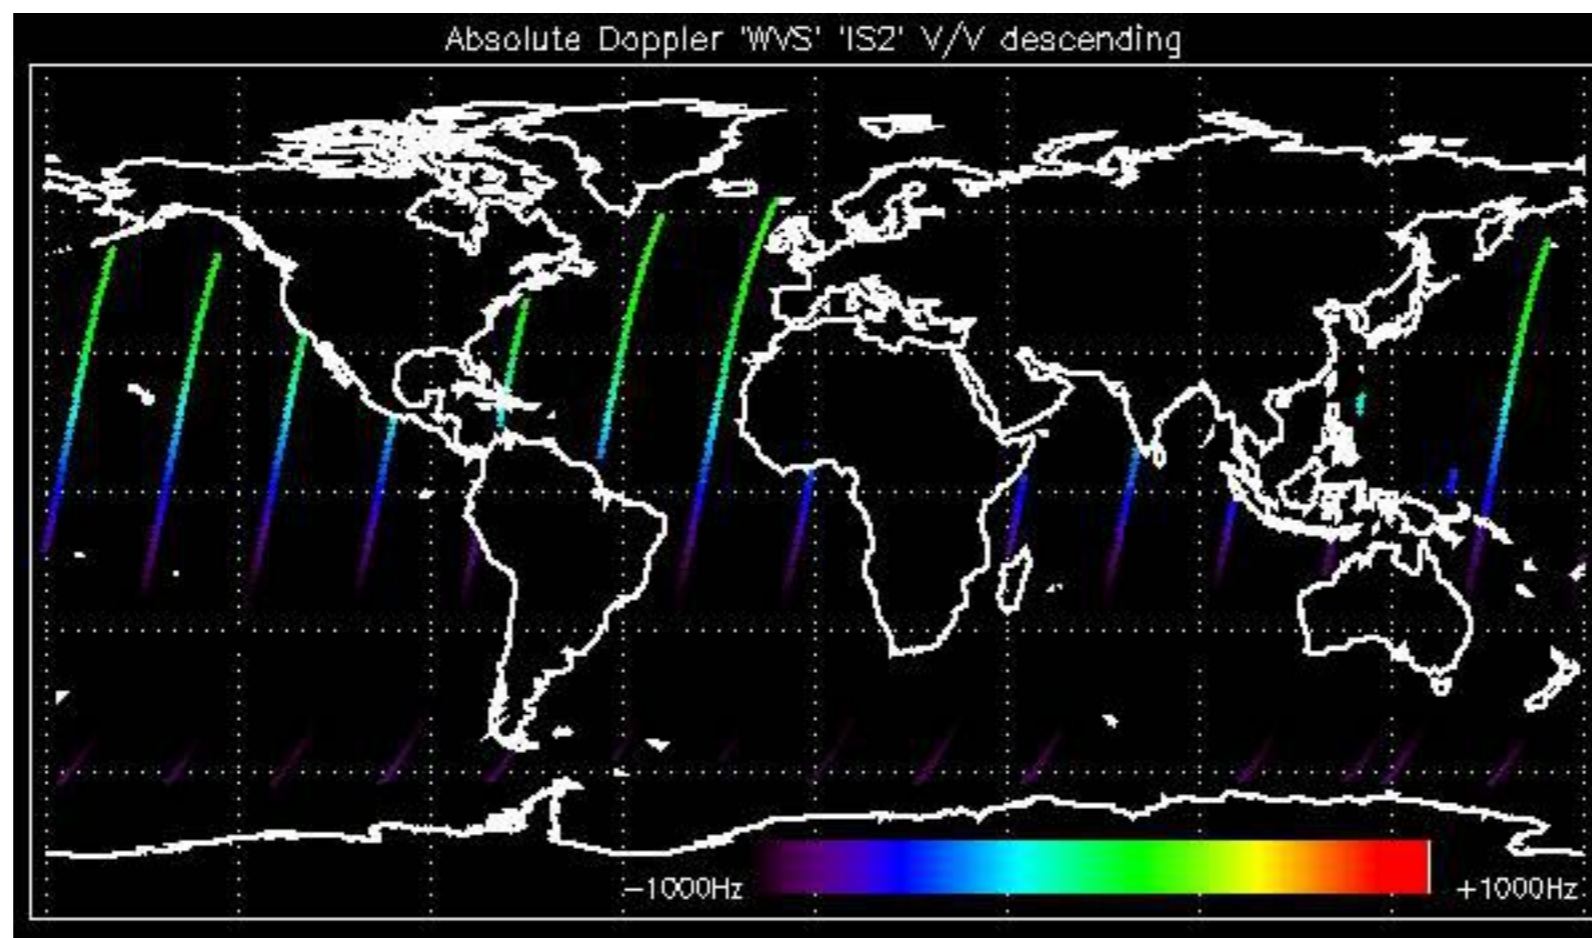 Absolute Doppler 'WVS' 'IS2' V/V descending
-1000Hz +1000Hz